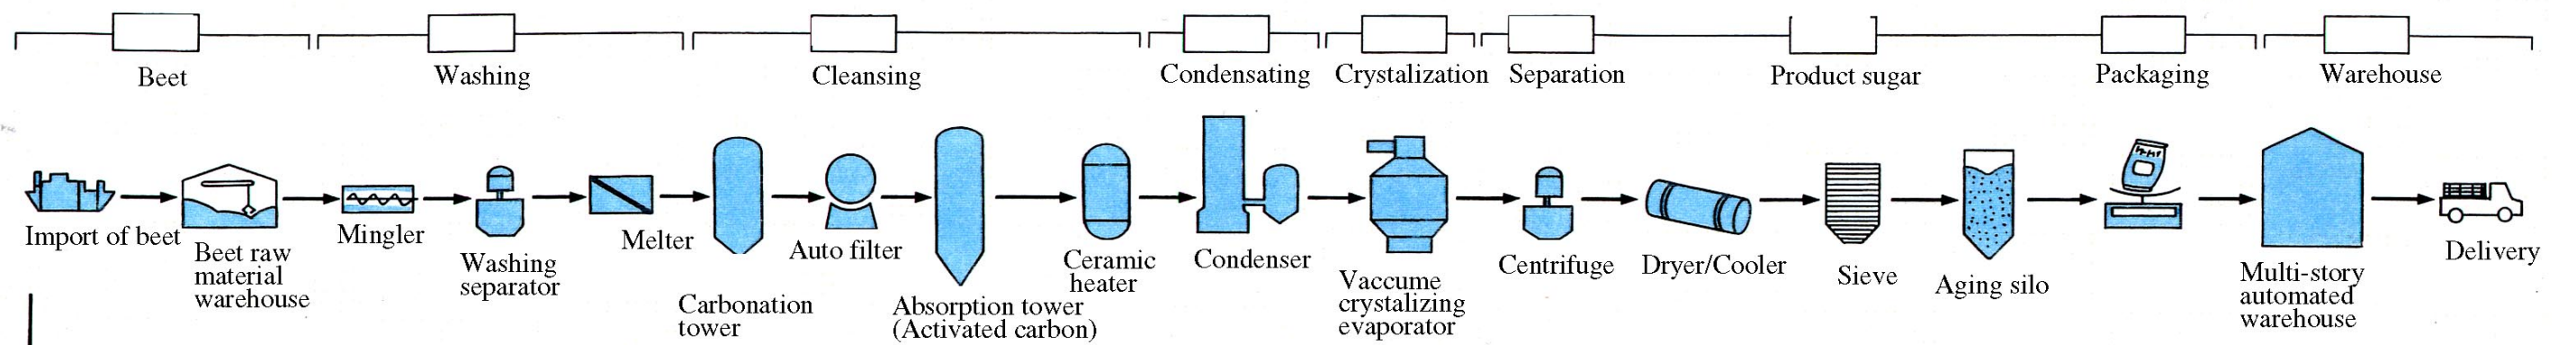 Beet
Washing
Cleansing
Condensating
Crystalization
Separation
Product sugar
Packaging
Warehouse
Import of beet
Beet raw
material
warehouse
Mingler
Washing
separator
Melter
Carbonation
tower
Auto filter
Absorption tower
(Activated carbon)
Ceramic
heater
Condenser
Vaccume
crystalizing
evaporator
Centrifuge
Dryer/Cooler
Sieve
Aging silo
Multi-story
automated
warehouse
Delivery